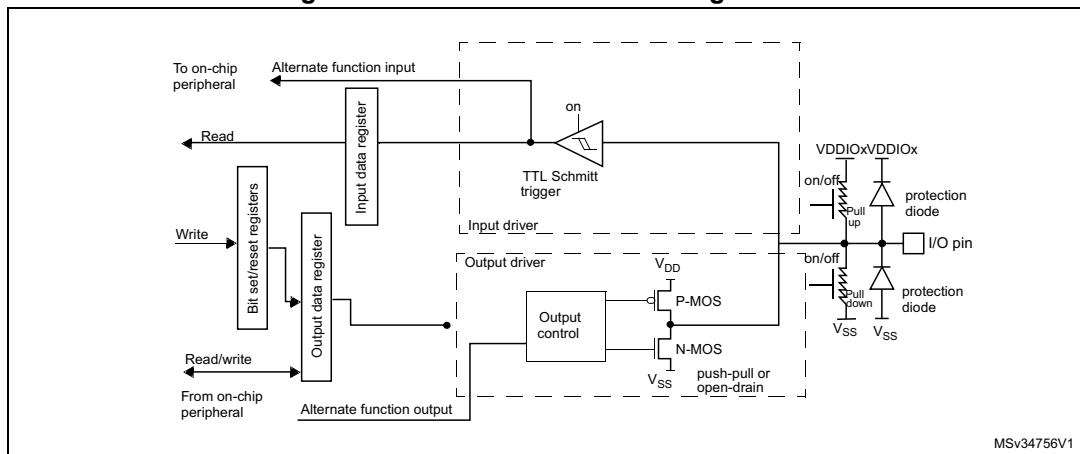 To on-chip
peripheral
Alternate function input
on
Read
Input data register
TTL Schmitt
trigger
Input driver
VDDIOxVDDIOx
on/off
Pull
up
protection
diode
Write
Bit set/reset registers
Output data register
I/O pin
Output driver
VDD
on/off
Pull
down
protection
diode
P-MOS
Output
control
N-MOS
VSS
VSS
VSS
push-pull or
open-drain
Read/write
From on-chip
peripheral
Alternate function output
MSv34756V1